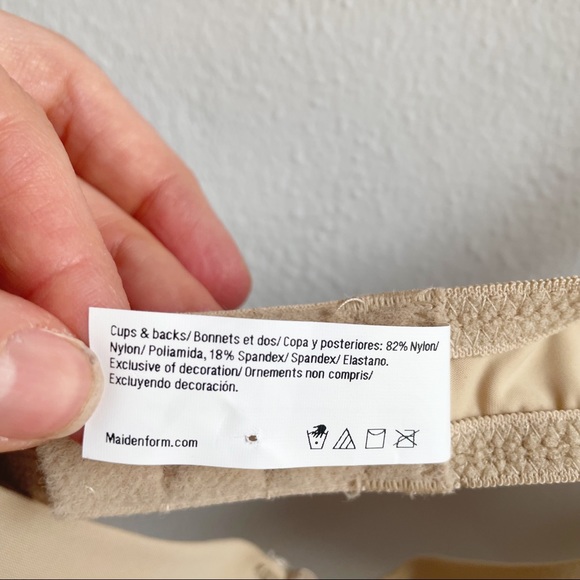 Cups & backs/ Bonnets et dos/ Copa y posteriores: 82% Nylon/
Nylon/ Poliamida, 18% Spandex/ Spandex/ Elastano.
Exclusive of decoration/ Ornements non compris/
Excluyendo decoración.
Maidenform.com